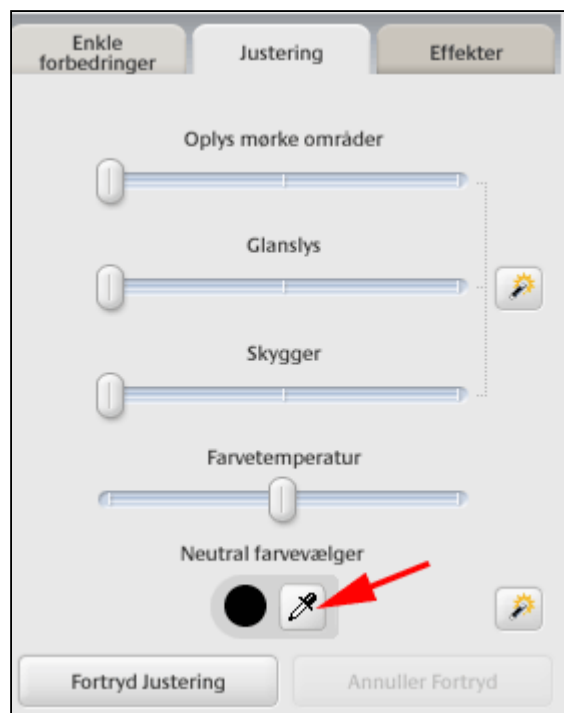 Enkle
forbedringer
Justering
Effekter
Oplys mørke områder
Glanslys
Skygger
Farvetemperatur
Neutral farvevælger
Fortryd Justering
Annuller Fortryd